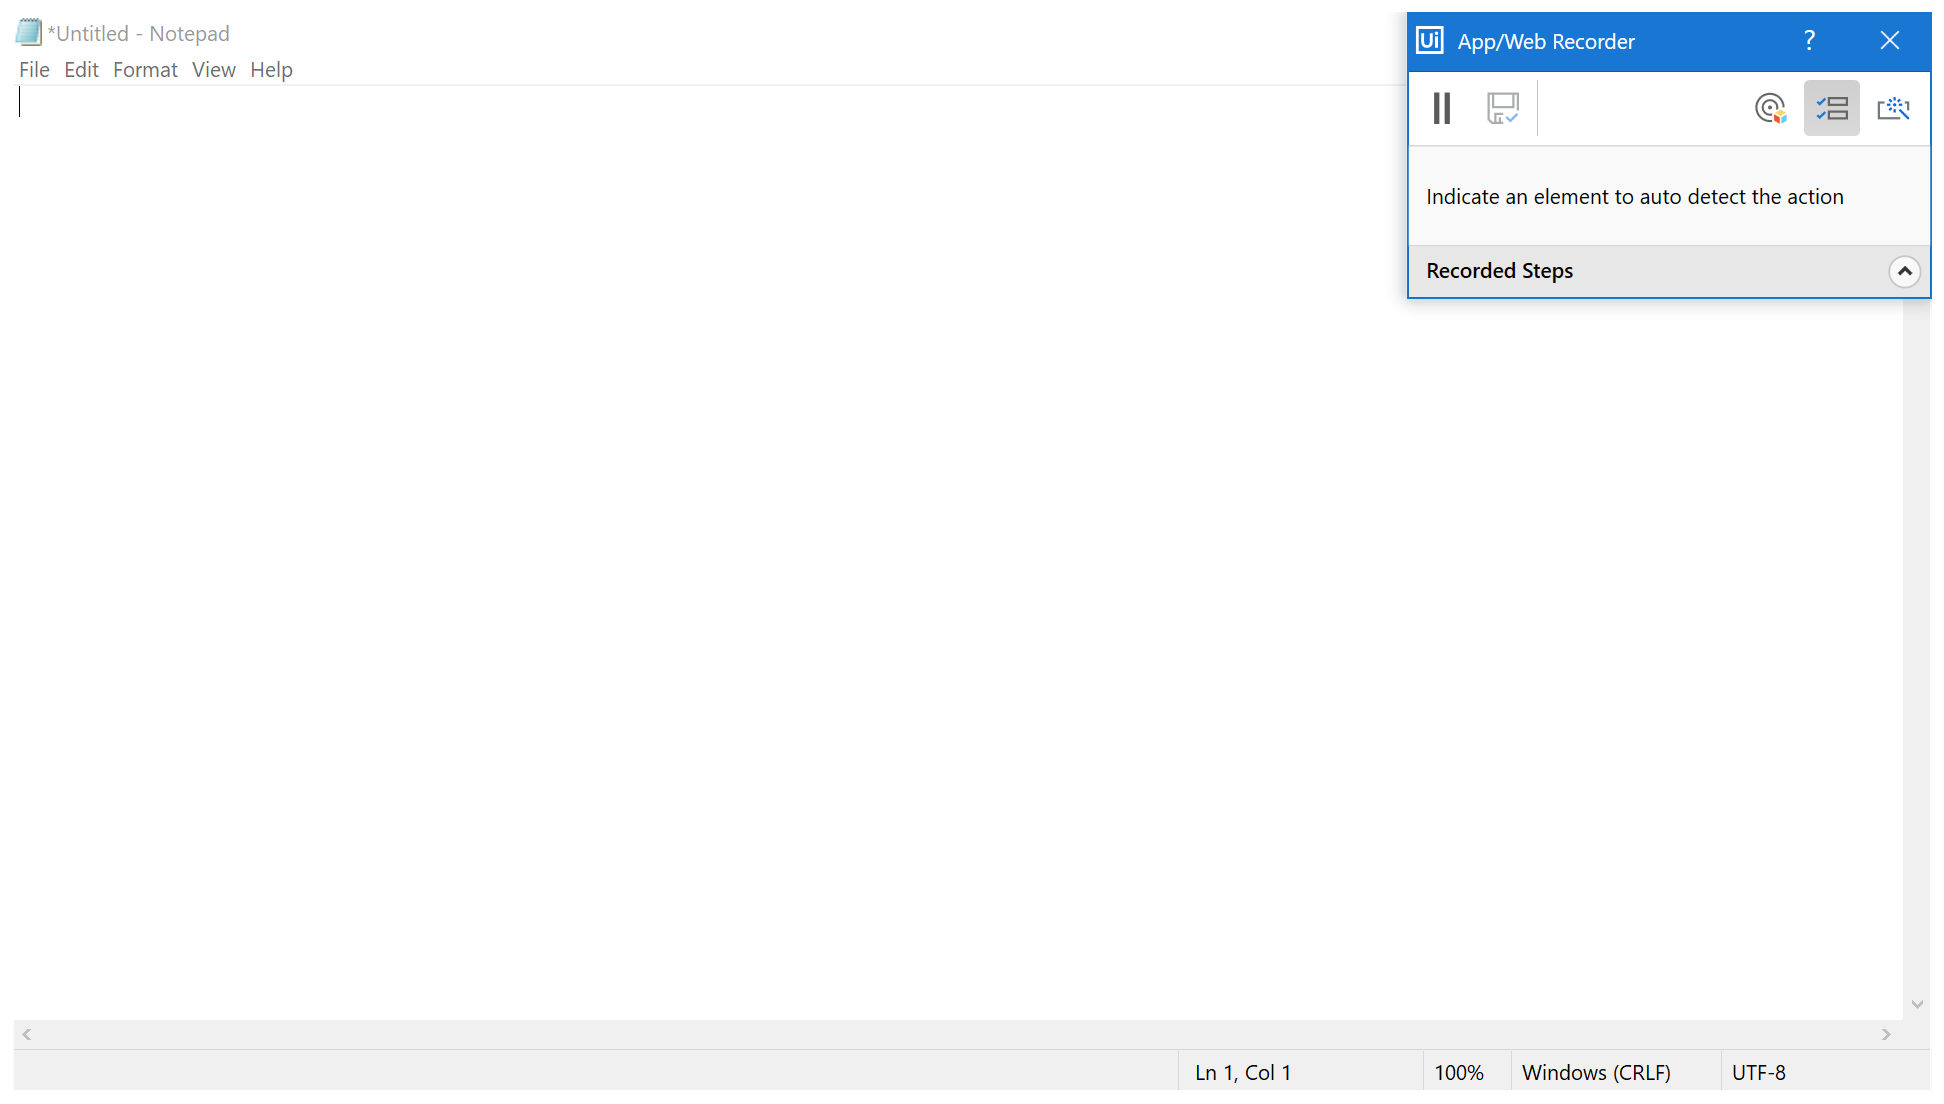 *Untitled - Notepad
File Edit Format View Help
Ui App/Web Recorder ?
Indicate an element to auto detect the action
Recorded Steps
Ln 1, Col 1 100% Windows (CRLF) UTF-8